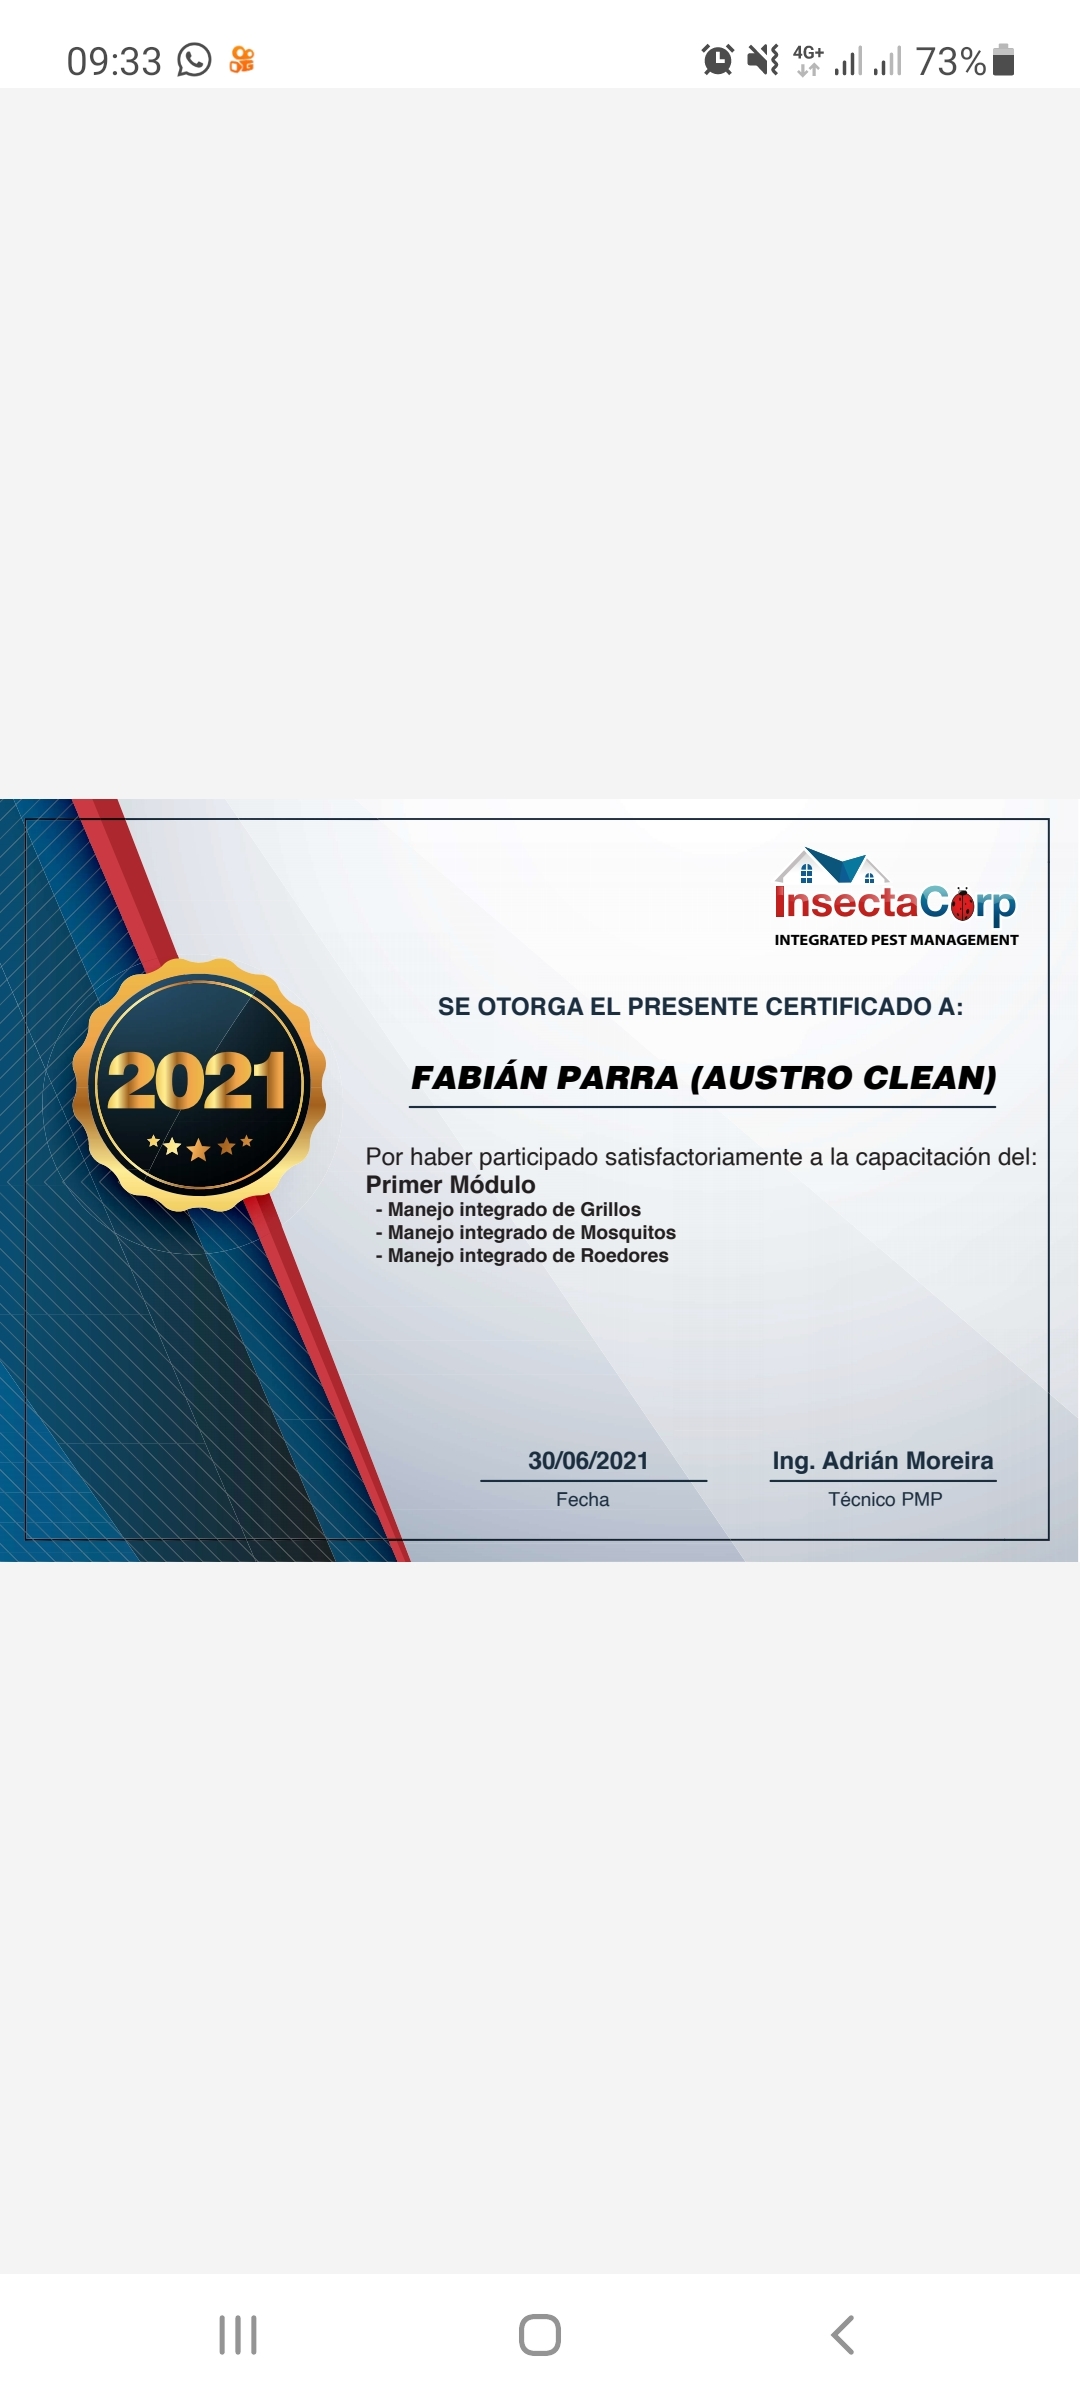 09:33
4G+
73%
InsectaCorp
INTEGRATED PEST MANAGEMENT
SE OTORGA EL PRESENTE CERTIFICADO A:
2021
FABIÁN PARRA (AUSTRO CLEAN)
Por haber participado satisfactoriamente a la capacitación del:
Primer Módulo
- Manejo integrado de Grillos
- Manejo integrado de Mosquitos
- Manejo integrado de Roedores
30/06/2021
Fecha
Ing. Adrián Moreira
Técnico PMP